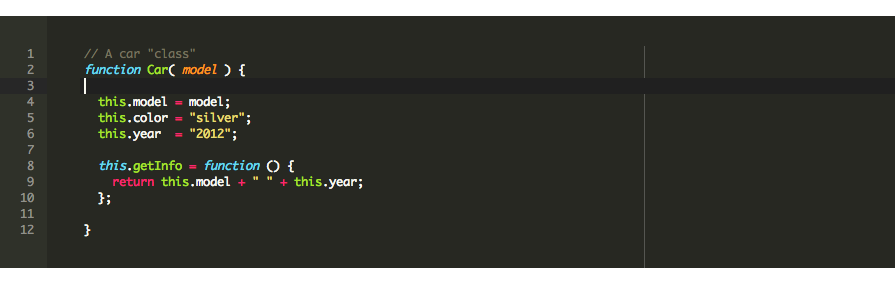 1 // A car "class"
2 function Car( model ) {
3
4 this.model = model;
5 this.color = "silver";
6 this.year = "2012";
7
8 this.getInfo = function () {
9 return this.model + " " + this.year;
10 };
11
12 }